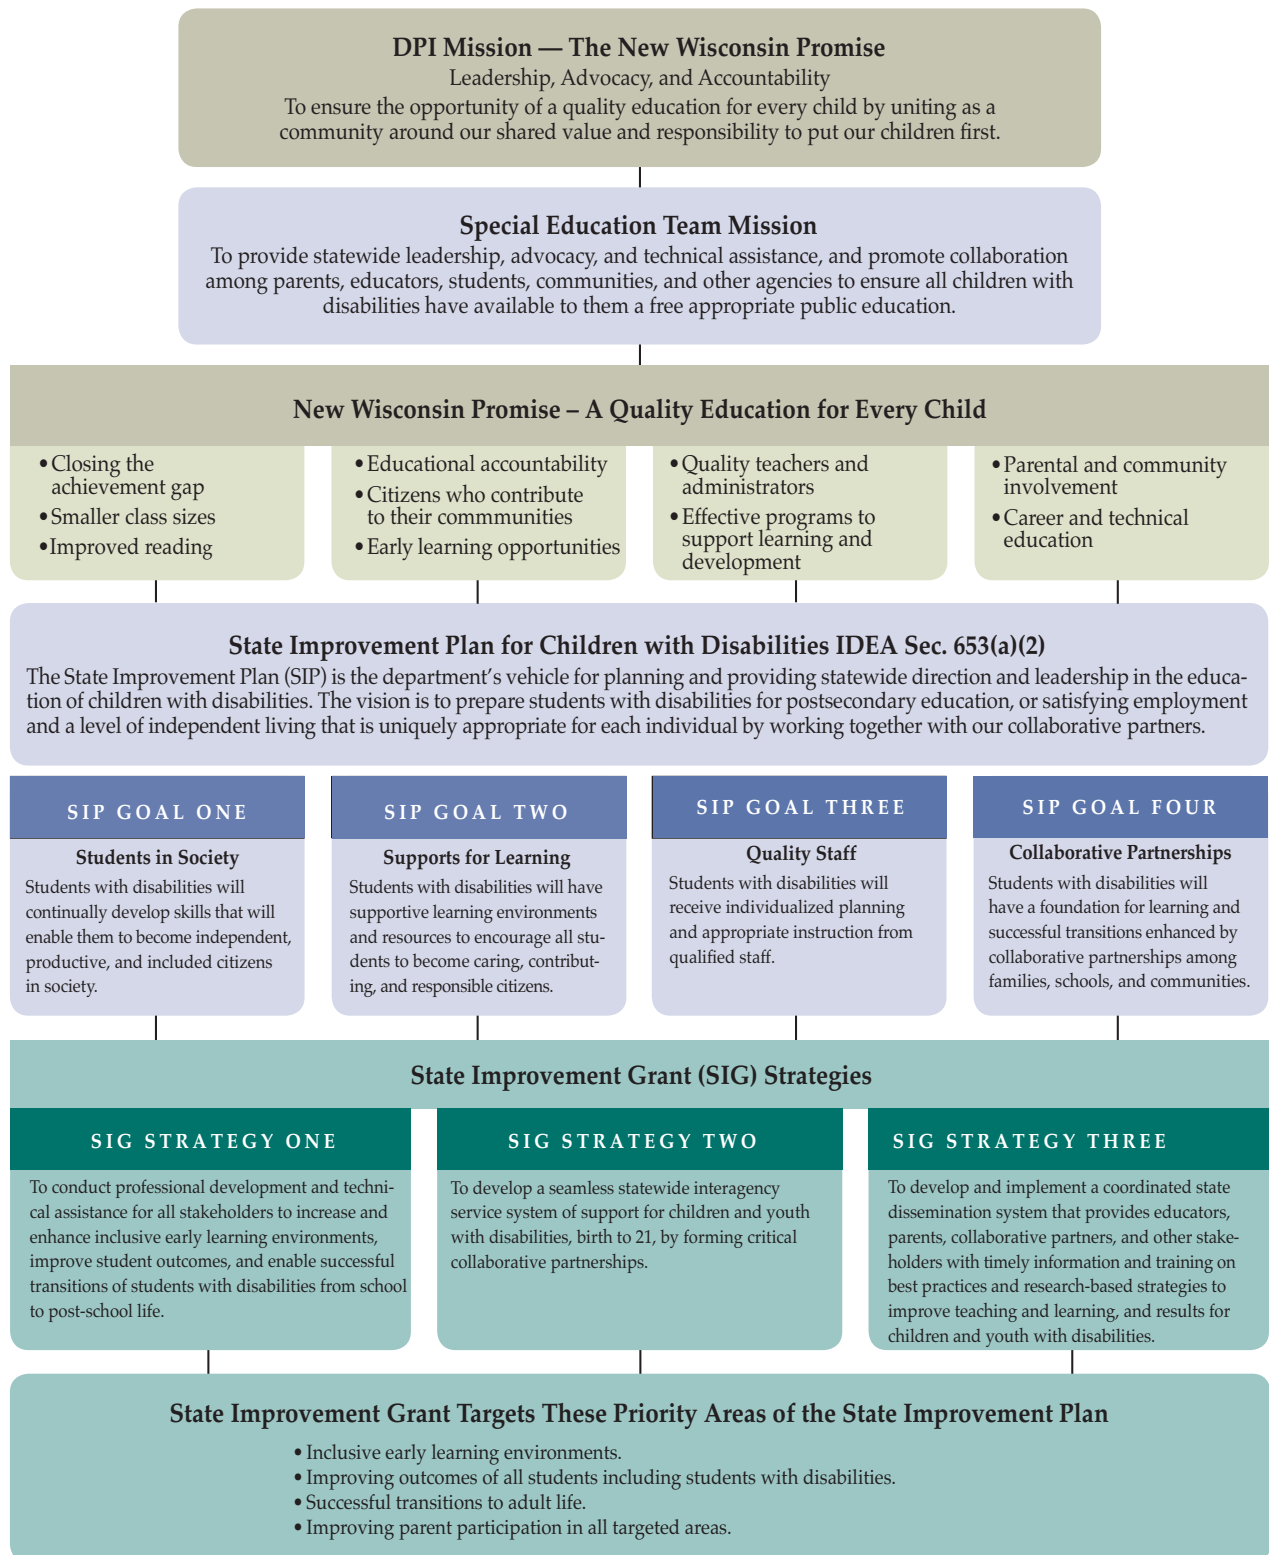 DPI Mission — The New Wisconsin Promise
Leadership, Advocacy, and Accountability
To ensure the opportunity of a quality education for every child by uniting as a
community around our shared value and responsibility to put our children first.
Special Education Team Mission
To provide statewide leadership, advocacy, and technical assistance, and promote collaboration
among parents, educators, students, communities, and other agencies to ensure all children with
disabilities have available to them a free appropriate public education.
New Wisconsin Promise – A Quality Education for Every Child
• Closing the
achievement gap
• Smaller class sizes
• Improved reading
• Educational accountability
• Citizens who contribute
to their commmunities
• Early learning opportunities
• Quality teachers and
administrators
• Effective programs to
support learning and
development
• Parental and community
involvement
• Career and technical
education
State Improvement Plan for Children with Disabilities IDEA Sec. 653(a)(2)
The State Improvement Plan (SIP) is the department's vehicle for planning and providing statewide direction and leadership in the educa-
tion of children with disabilities. The vision is to prepare students with disabilities for postsecondary education, or satisfying employment
and a level of independent living that is uniquely appropriate for each individual by working together with our collaborative partners.
SIP GOAL ONE
Students in Society
Students with disabilities will
continually develop skills that will
enable them to become independent,
productive, and included citizens
in society.
SIP GOAL TWO
Supports for Learning
Students with disabilities will have
supportive learning environments
and resources to encourage all stu-
dents to become caring, contribut-
ing, and responsible citizens.
SIP GOAL THREE
Quality Staff
Students with disabilities will
receive individualized planning
and appropriate instruction from
qualified staff.
SIP GOAL FOUR
Collaborative Partnerships
Students with disabilities will
have a foundation for learning and
successful transitions enhanced by
collaborative partnerships among
families, schools, and communities.
State Improvement Grant (SIG) Strategies
SIG STRATEGY ONE
To conduct professional development and techni-
cal assistance for all stakeholders to increase and
enhance inclusive early learning environments,
improve student outcomes, and enable successful
transitions of students with disabilities from school
to post-school life.
SIG STRATEGY TWO
To develop a seamless statewide interagency
service system of support for children and youth
with disabilities, birth to 21, by forming critical
collaborative partnerships.
SIG STRATEGY THREE
To develop and implement a coordinated state
dissemination system that provides educators,
parents, collaborative partners, and other stake-
holders with timely information and training on
best practices and research-based strategies to
improve teaching and learning, and results for
children and youth with disabilities.
State Improvement Grant Targets These Priority Areas of the State Improvement Plan
• Inclusive early learning environments.
• Improving outcomes of all students including students with disabilities.
• Successful transitions to adult life.
• Improving parent participation in all targeted areas.